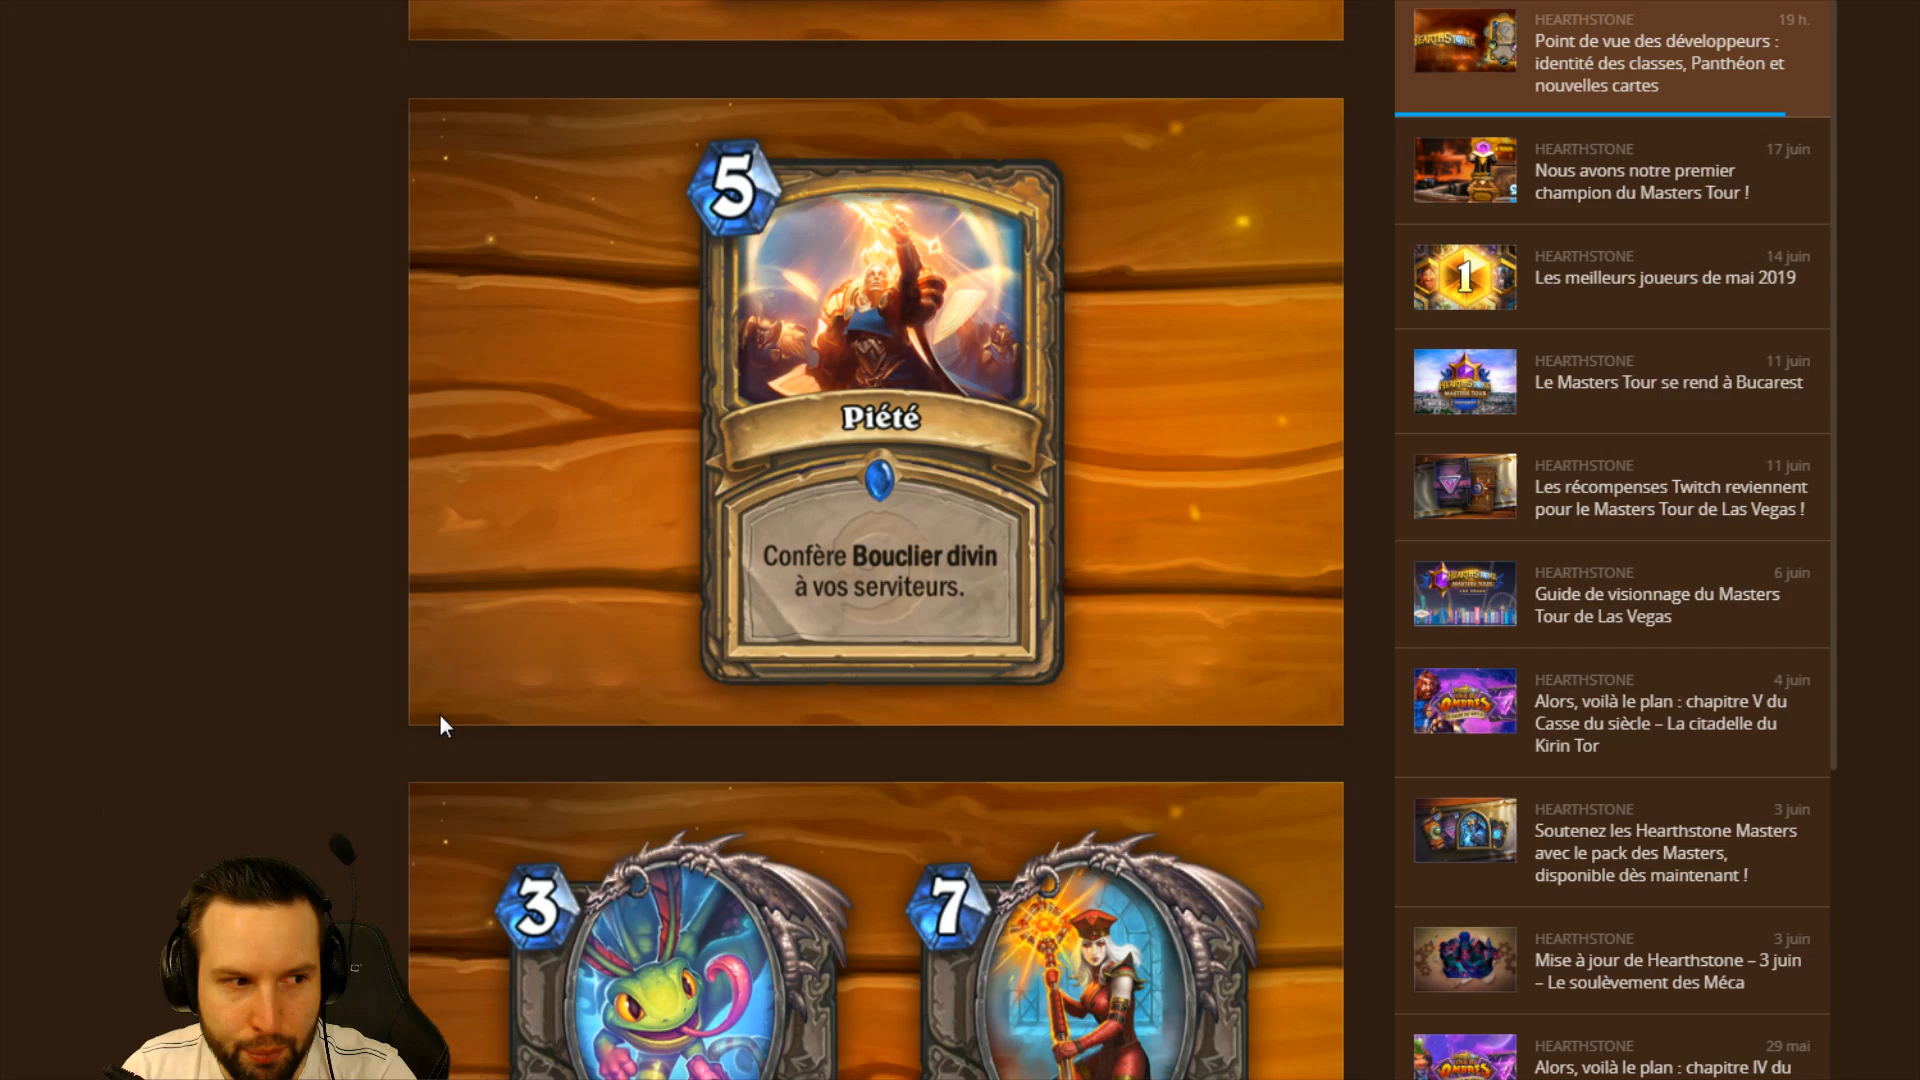 5
Piété
Confère Bouclier divin
à vos serviteurs.
3
7
HEARTHSTONE
19 h.
Point de vue des développeurs :
identité des classes, Panthéon et
nouvelles cartes
HEARTHSTONE
17 juin
Nous avons notre premier
champion du Masters Tour !
HEARTHSTONE
14 juin
1
Les meilleurs joueurs de mai 2019
HEARTHSTONE
11 juin
Le Masters Tour se rend à Bucarest
HEARTHSTONE
11 juin
Les récompenses Twitch reviennent
pour le Masters Tour de Las Vegas !
HEARTHSTONE
6 juin
Guide de visionnage du Masters
Tour de Las Vegas
HEARTHSTONE
4 juin
Alors, voilà le plan : chapitre V du
Casse du siècle – La citadelle du
Kirin Tor
HEARTHSTONE
3 juin
Soutenez les Hearthstone Masters
avec le pack des Masters,
disponible dès maintenant !
HEARTHSTONE
3 juin
Mise à jour de Hearthstone – 3 juin
– Le soulèvement des Méca
HEARTHSTONE
29 mai
Alors, voilà le plan : chapitre IV du